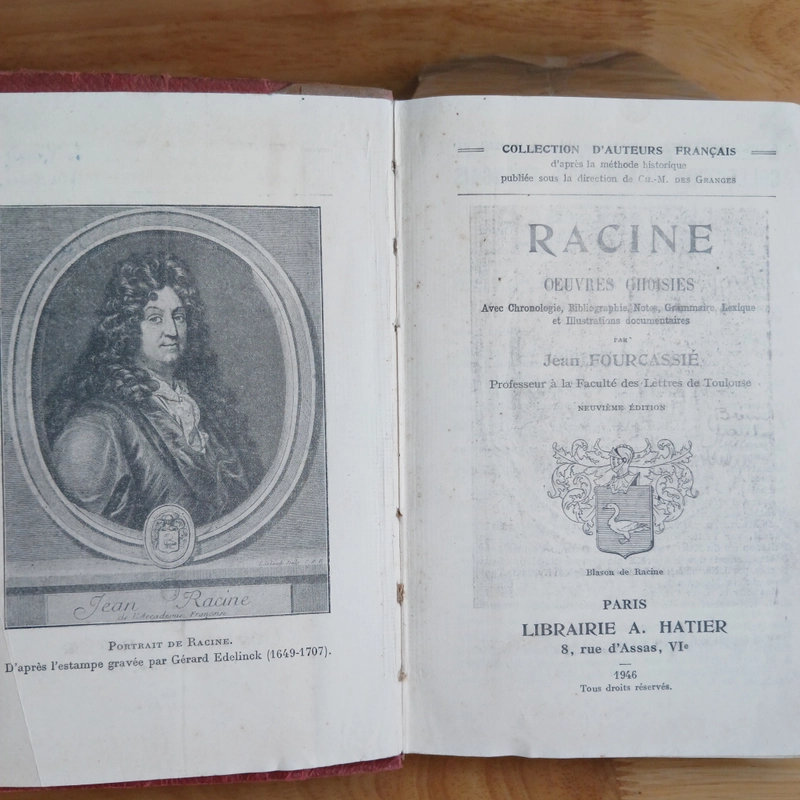 Jean Racine
de l'Académie Françoise
PORTRAIT DE RACINE.
D'après l'estampe gravée par Gérard Edelinck (1649-1707).
COLLECTION D'AUTEURS FRANÇAIS
d'après la méthode historique
publiée sous la direction de CH.-M. DES GRANGES
RACINE
OEUVRES CHOISIES
Avec Chronologie, Bibliographie, Notes, Grammaire, Lexique
et Illustrations documentaires
PAR
Jean FOURCASSIÉ
Professeur à la Faculté des Lettres de Toulouse
NEUVIÈME ÉDITION
Blason de Racine
PARIS
LIBRAIRIE A. HATIER
8, rue d'Assas, VIe
1946
Tous droits réservés.